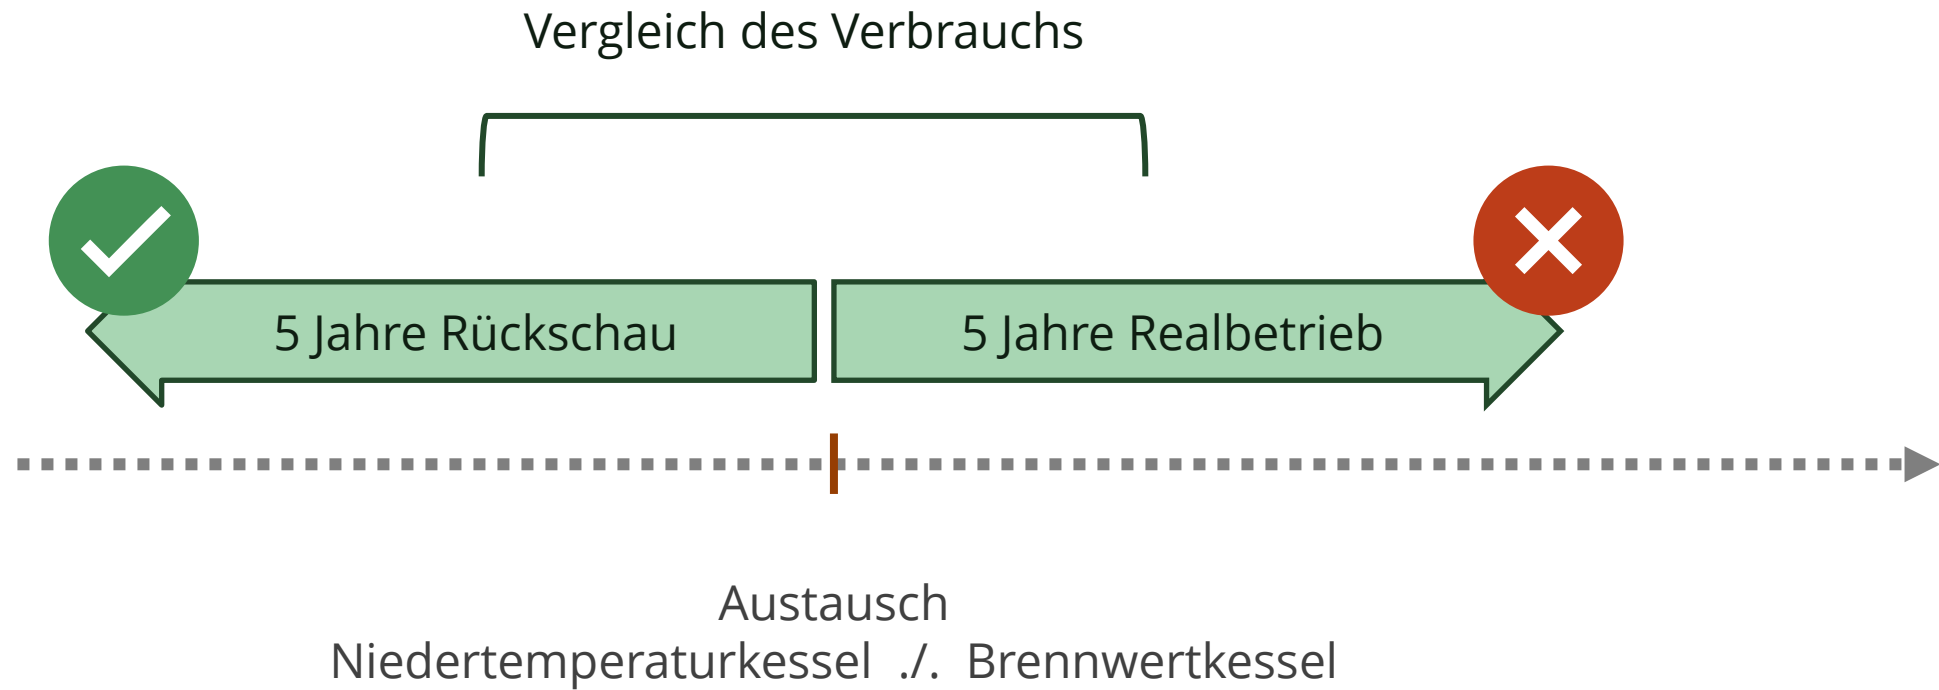 Vergleich des Verbrauchs
5 Jahre Rückschau
5 Jahre Realbetrieb
Austausch
Niedertemperaturkessel ./. Brennwertkessel